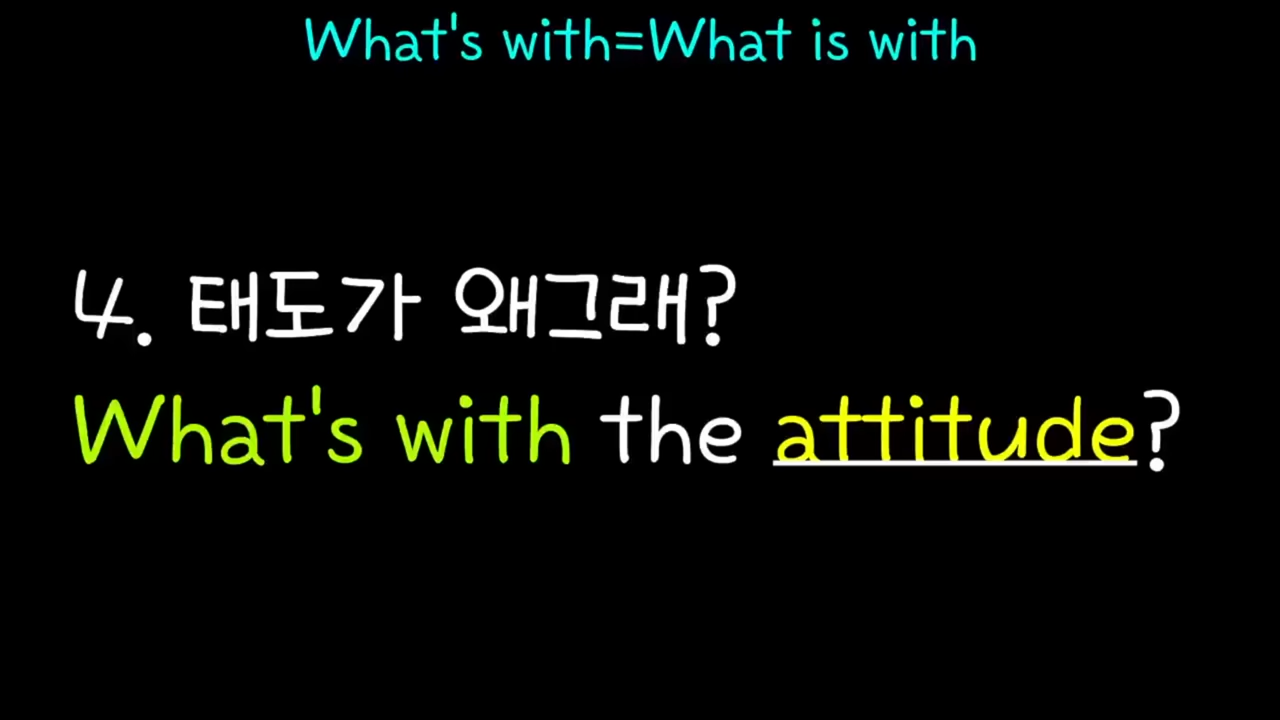 What's with=What is with
4. 태도가 왜그래?
What's with the attitude?